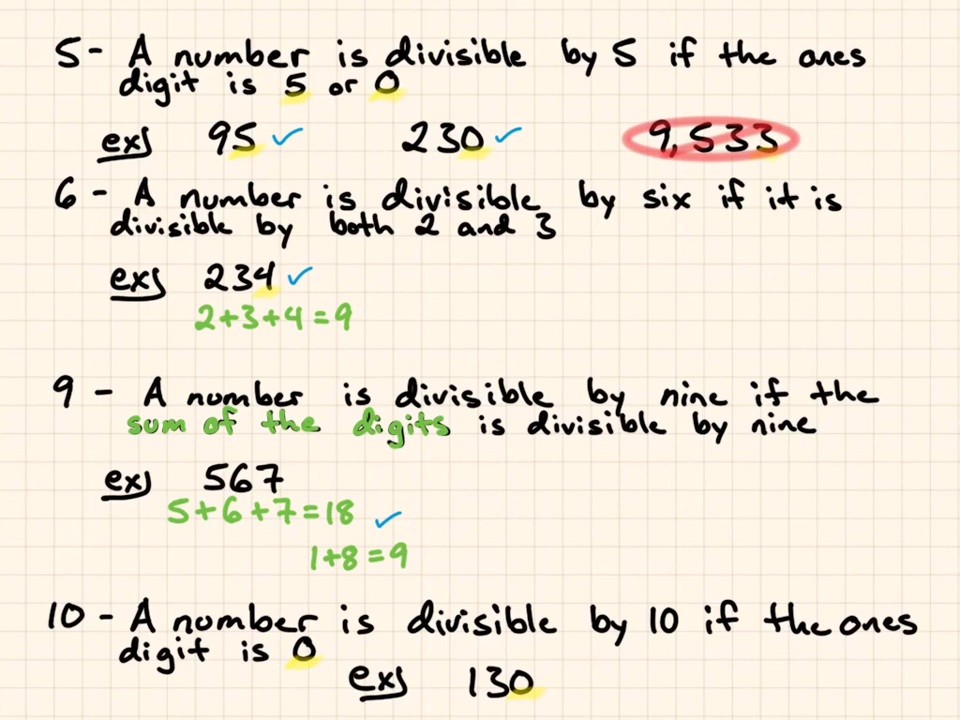 5 - A number is divisible by 5 if the ones
digit is 5 or 0
ex) 95 ✓ 230 ✓ 9,533
6 - A number is divisible by six if it is
divisible by both 2 and 3
ex) 234 ✓
2+3+4=9
9 - A number is divisible by nine if the
sum of the digits is divisible by nine
ex) 567
5+6+7=18 ✓
1+8=9
10 - A number is divisible by 10 if the ones
digit is 0
ex) 130